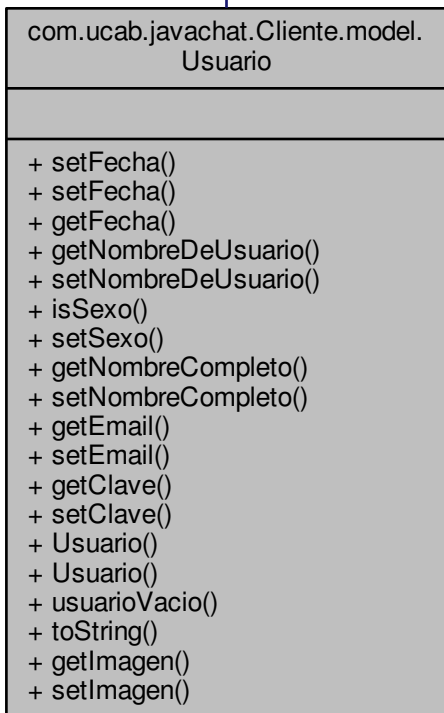 com.ucab.javachat.Cliente.model.
Usuario
+ setFecha()
+ setFecha()
+ getFecha()
+ getNombreDeUsuario()
+ setNombreDeUsuario()
+ isSexo()
+ setSexo()
+ getNombreCompleto()
+ setNombreCompleto()
+ getEmail()
+ setEmail()
+ getClave()
+ setClave()
+ Usuario()
+ Usuario()
+ usuarioVacio()
+ toString()
+ getImagen()
+ setImagen()